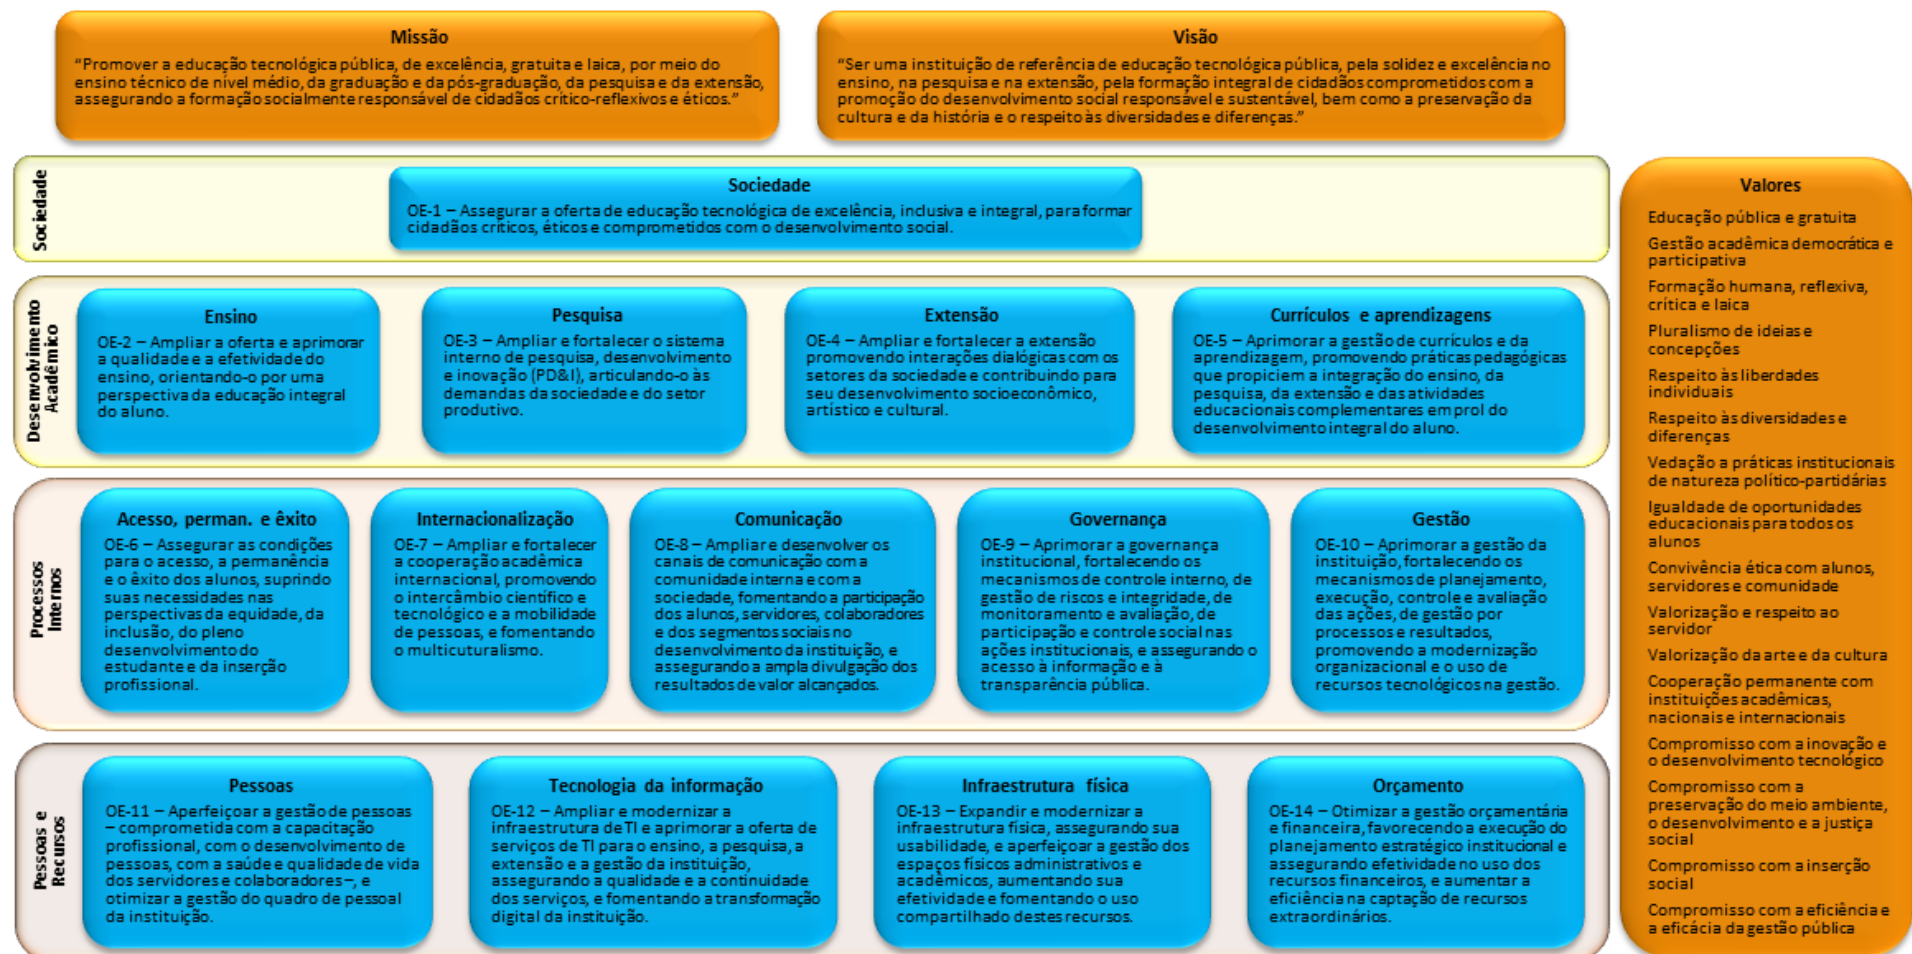 Missão
“Promover a educação tecnológica pública, de excelência, gratuita e laica, por meio do
ensino técnico de nível médio, da graduação e da pós-graduação, da pesquisa e da extensão,
assegurando a formação socialmente responsável de cidadãos crítico-reflexivos e éticos.”
Visão
“Ser uma instituição de referência de educação tecnológica pública, pela solidez e excelência no
ensino, na pesquisa e na extensão, pela formação integral de cidadãos comprometidos com a
promoção do desenvolvimento social responsável e sustentável, bem como a preservação da
cultura e da história e o respeito às diversidades e diferenças.”
Sociedade
Sociedade
OE-1 – Assegurar a oferta de educação tecnológica de excelência, inclusiva e integral, para formar
cidadãos críticos, éticos e comprometidos com o desenvolvimento social.
Desenvolvimento
Acadêmico
Ensino
OE-2 – Ampliar a oferta e aprimorar
a qualidade e a efetividade do
ensino, orientando-o por uma
perspectiva da educação integral
do aluno.
Pesquisa
OE-3 – Ampliar e fortalecer o sistema
interno de pesquisa, desenvolvimento
e inovação (PD&I), articulando-o às
demandas da sociedade e do setor
produtivo.
Extensão
OE-4 – Ampliar e fortalecer a extensão
promovendo interações dialógicas com os
setores da sociedade e contribuindo para
seu desenvolvimento socioeconômico,
artístico e cultural.
Currículos e aprendizagens
OE-5 – Aprimorar a gestão de currículos e da
aprendizagem, promovendo práticas pedagógicas
que propiciem a integração do ensino, da
pesquisa, da extensão e das atividades
educacionais complementares em prol do
desenvolvimento integral do aluno.
Processos
Internos
Acesso, perman. e êxito
OE-6 – Assegurar as condições
para o acesso, a permanência
e o êxito dos alunos, suprindo
suas necessidades nas
perspectivas da equidade, da
inclusão, do pleno
desenvolvimento do
estudante e da inserção
profissional.
Internacionalização
OE-7 – Ampliar e fortalecer
a cooperação acadêmica
internacional, promovendo
o intercâmbio científico e
tecnológico e a mobilidade
de pessoas, e fomentando
o multiculturalismo.
Comunicação
OE-8 – Ampliar e desenvolver os
canais de comunicação com a
comunidade interna e com a
sociedade, fomentando a participação
dos alunos, servidores, colaboradores
e dos segmentos sociais no
desenvolvimento da instituição, e
assegurando a ampla divulgação dos
resultados de valor alcançados.
Governança
OE-9 – Aprimorar a governança
institucional, fortalecendo os
mecanismos de controle interno, de
gestão de riscos e integridade, de
monitoramento e avaliação, de
participação e controle social nas
ações institucionais, e assegurando o
acesso à informação e à
transparência pública.
Gestão
OE-10 – Aprimorar a gestão da
instituição, fortalecendo os
mecanismos de planejamento,
execução, controle e avaliação
das ações, de gestão por
processos e resultados,
promovendo a modernização
organizacional e o uso de
recursos tecnológicos na gestão.
Pessoas e
Recursos
Pessoas
OE-11 – Aperfeiçoar a gestão de pessoas
– comprometida com a capacitação
profissional, com o desenvolvimento de
pessoas, com a saúde e qualidade de vida
dos servidores e colaboradores –, e
otimizar a gestão do quadro de pessoal
da instituição.
Tecnologia da informação
OE-12 – Ampliar e modernizar a
infraestrutura de TI e aprimorar a oferta de
serviços de TI para o ensino, a pesquisa, a
extensão e a gestão da instituição,
assegurando a qualidade e a continuidade
dos serviços, e fomentando a transformação
digital da instituição.
Infraestrutura física
OE-13 – Expandir e modernizar a
infraestrutura física, assegurando sua
usabilidade, e aperfeiçoar a gestão dos
espaços físicos administrativos e
acadêmicos, aumentando sua
efetividade e fomentando o uso
compartilhado destes recursos.
Orçamento
OE-14 – Otimizar a gestão orçamentária
e financeira, favorecendo a execução do
planejamento estratégico institucional e
assegurando efetividade no uso dos
recursos financeiros, e aumentar a
eficiência na captação de recursos
extraordinários.
Valores
Educação pública e gratuita
Gestão acadêmica democrática e
participativa
Formação humana, reflexiva,
crítica e laica
Pluralismo de ideias e
concepções
Respeito às liberdades
individuais
Respeito às diversidades e
diferenças
Vedação a práticas institucionais
de natureza político-partidárias
Igualdade de oportunidades
educacionais para todos os
alunos
Convivência ética com alunos,
servidores e comunidade
Valorização e respeito ao
servidor
Valorização da arte e da cultura
Cooperação permanente com
instituições acadêmicas,
nacionais e internacionais
Compromisso com a inovação e
o desenvolvimento tecnológico
Compromisso com a
preservação do meio ambiente,
o desenvolvimento e a justiça
social
Compromisso com a inserção
social
Compromisso com a eficiência e
a eficácia da gestão pública